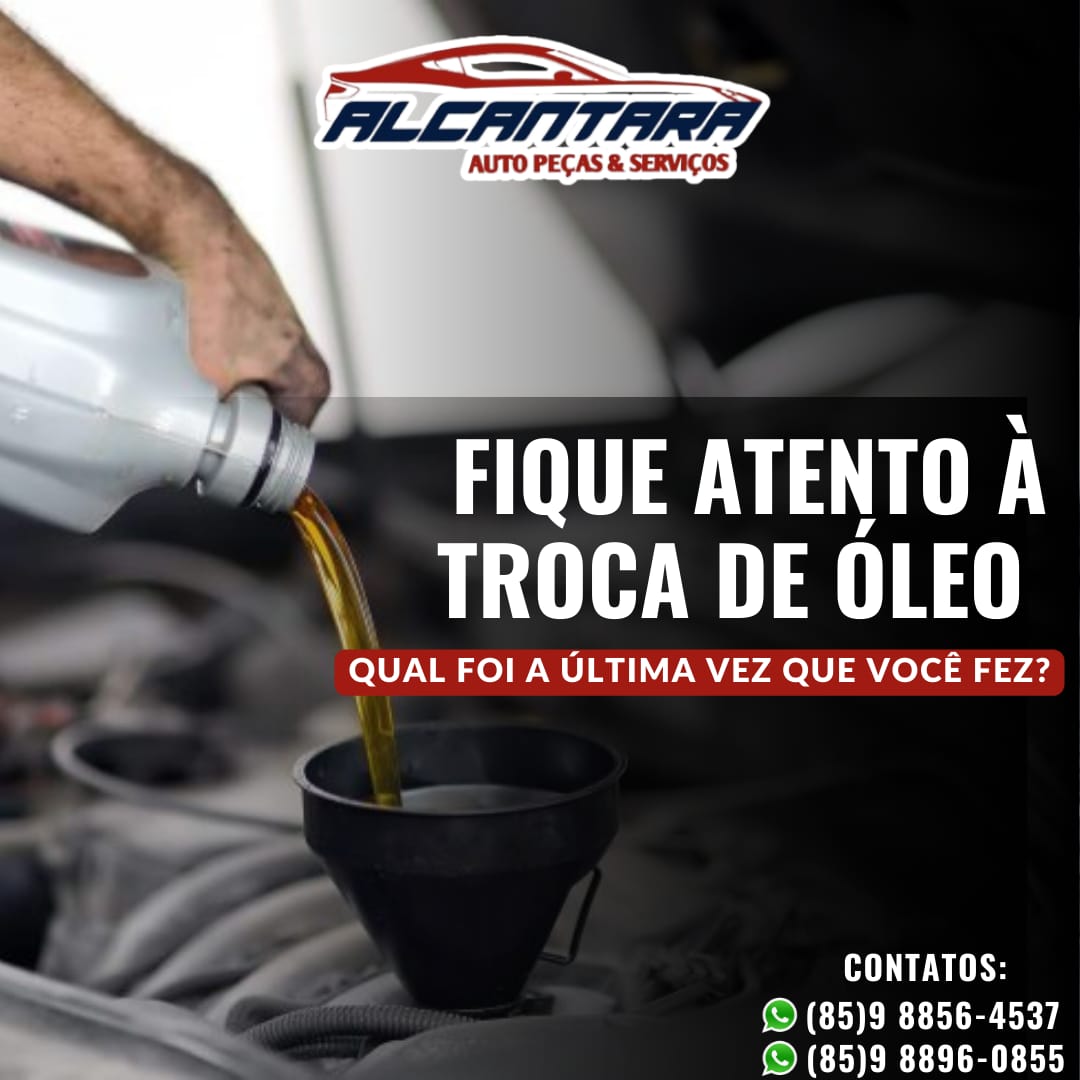 ALCANTARA
AUTO PEÇAS & SERVIÇOS
FIQUE ATENTO À
TROCA DE ÓLEO
QUAL FOI A ÚLTIMA VEZ QUE VOCÊ FEZ?
CONTATOS:
(85)9 8856-4537
(85)9 8896-0855